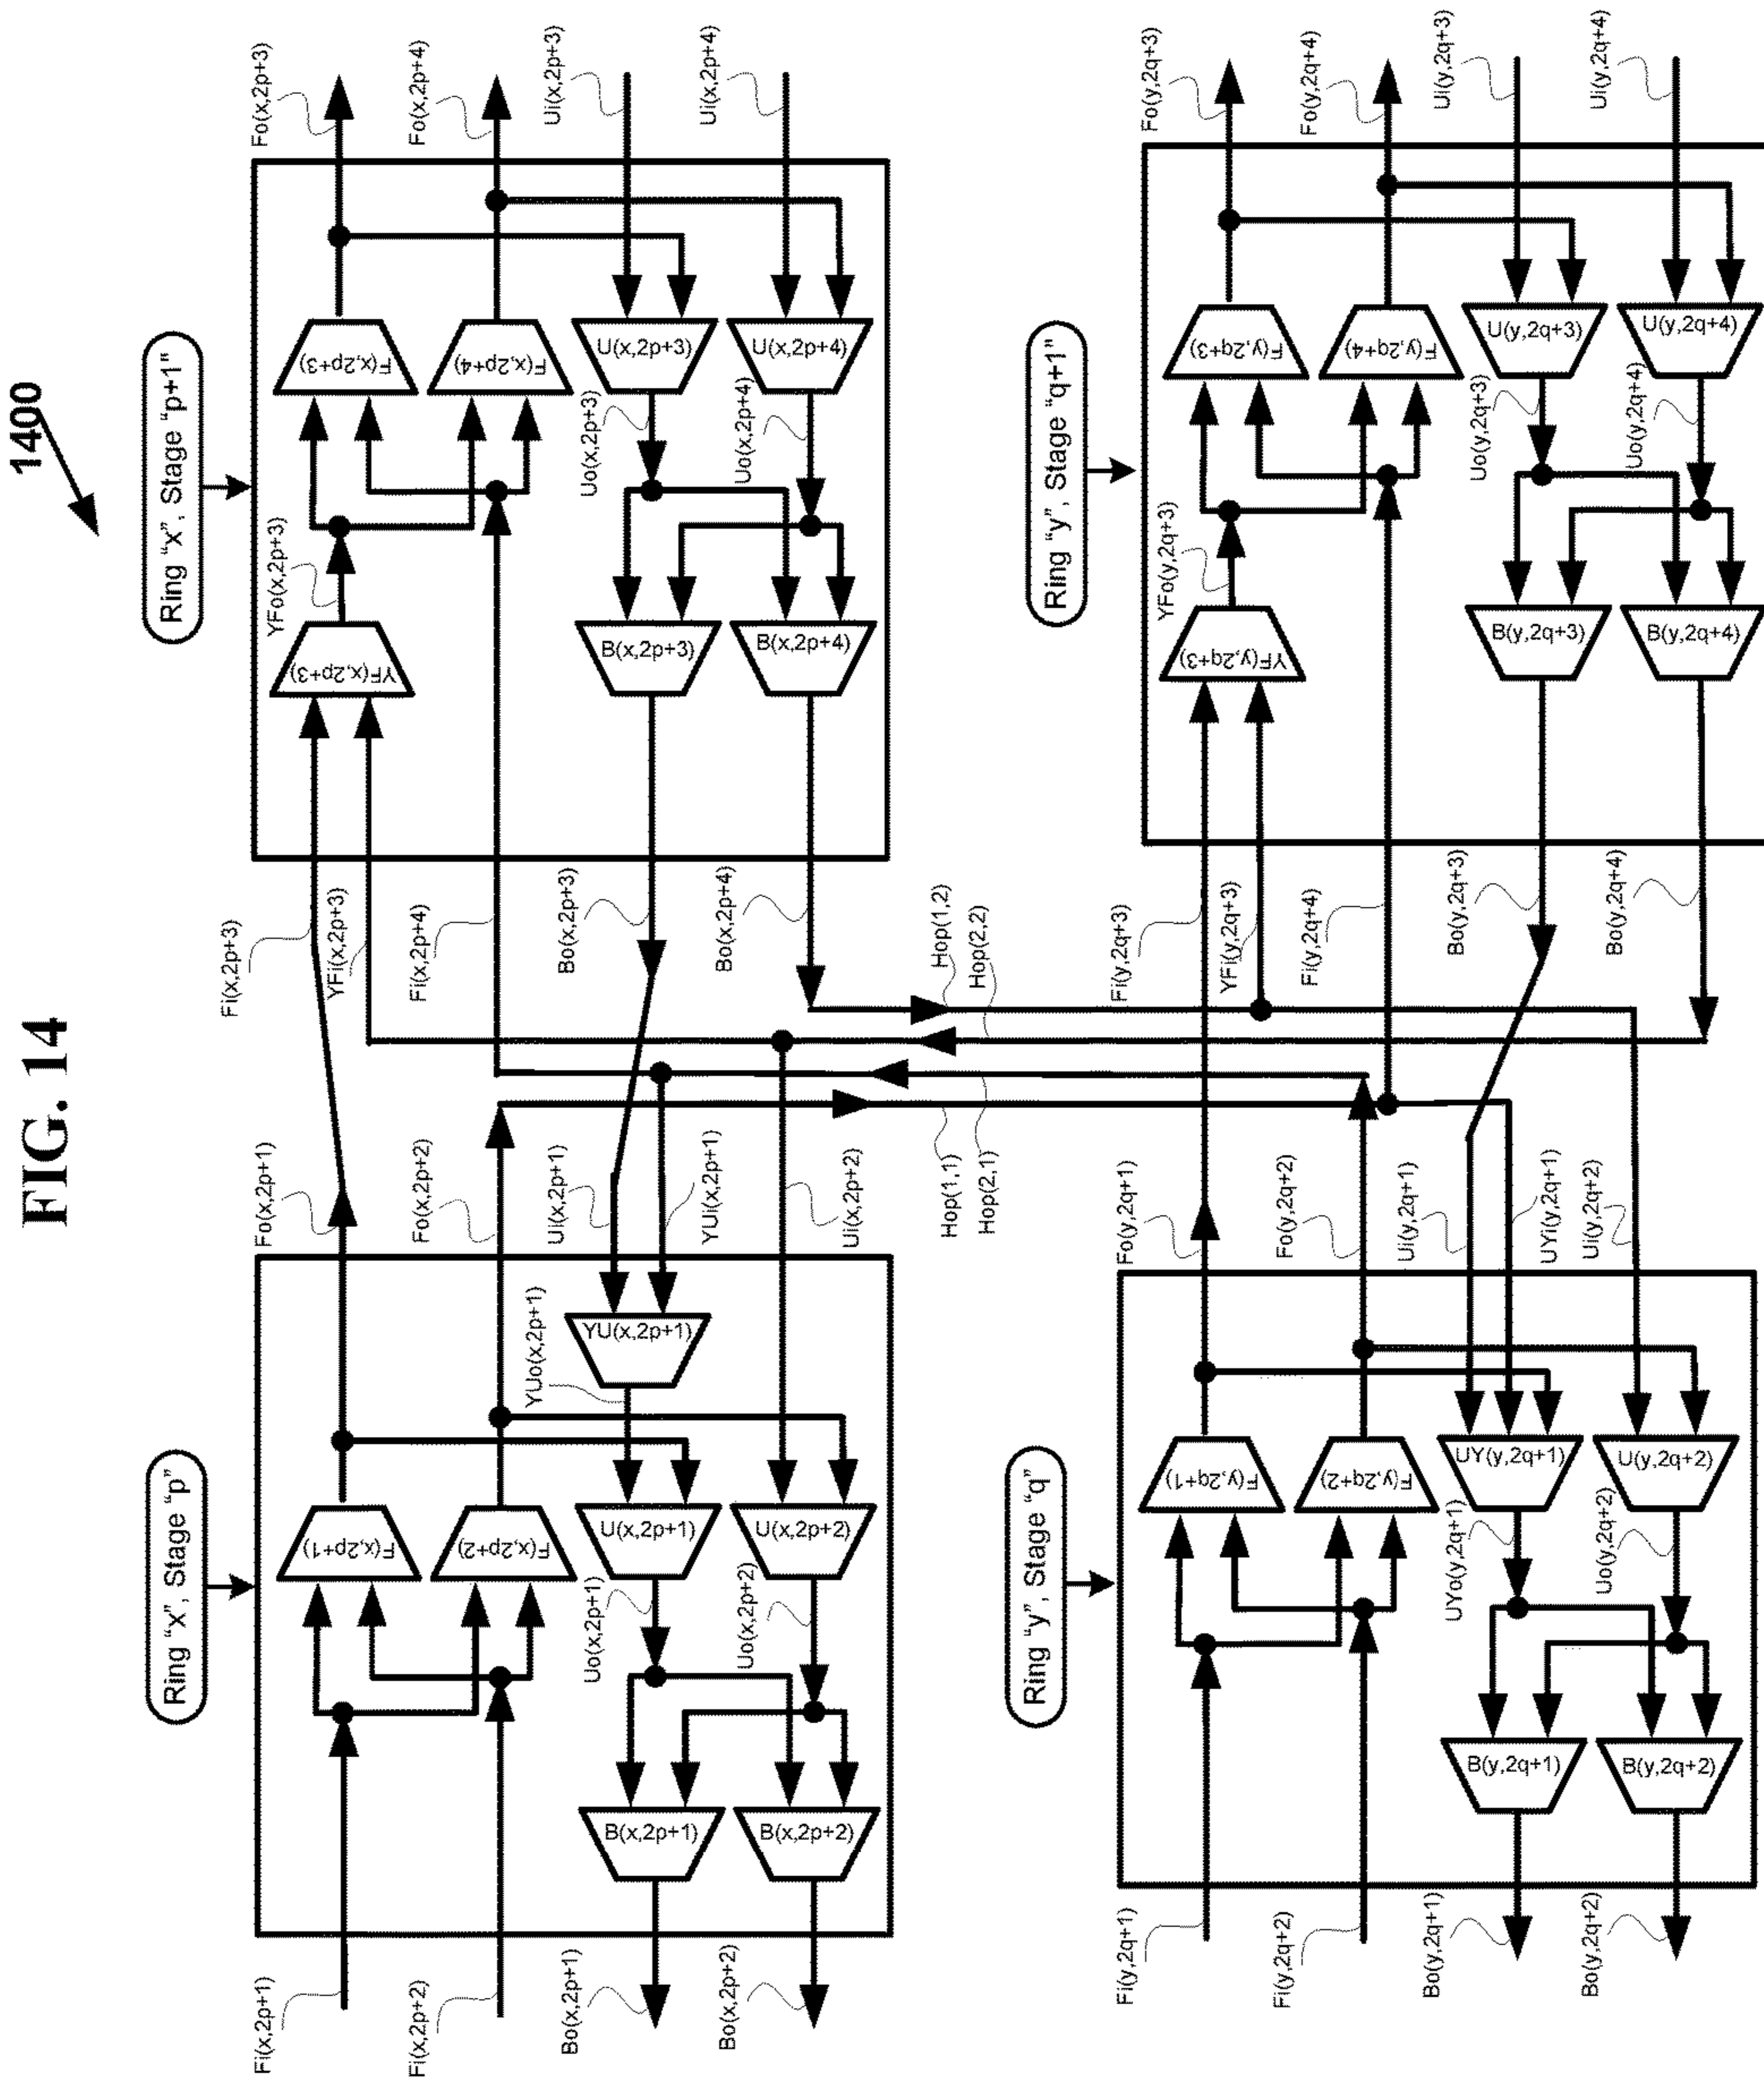 FIG. 14
1400
Ring "x", Stage "p"
Fi(x,2p+1)
Fi(x,2p+2)
Bo(x,2p+1)
Bo(x,2p+2)
F(x,2p+1)
F(x,2p+2)
U(x,2p+1)
U(x,2p+2)
Uo(x,2p+1)
Uo(x,2p+2)
B(x,2p+1)
B(x,2p+2)
YU(x,2p+1)
YUo(x,2p+1)
Fo(x,2p+1)
Fo(x,2p+2)
Ui(x,2p+1)
YUi(x,2p+1)
Ui(x,2p+2)
Ring "x", Stage "p+1"
Fi(x,2p+3)
YFi(x,2p+3)
Fi(x,2p+4)
Bo(x,2p+3)
Bo(x,2p+4)
YF(x,2p+3)
YFo(x,2p+3)
F(x,2p+3)
F(x,2p+4)
U(x,2p+3)
U(x,2p+4)
Uo(x,2p+3)
Uo(x,2p+4)
B(x,2p+3)
B(x,2p+4)
Fo(x,2p+3)
Fo(x,2p+4)
Ui(x,2p+3)
Ui(x,2p+4)
Hop(1,1)
Hop(2,1)
Hop(1,2)
Hop(2,2)
Ring "y", Stage "q"
Fi(y,2q+1)
Fi(y,2q+2)
Bo(y,2q+1)
Bo(y,2q+2)
F(y,2q+1)
F(y,2q+2)
UY(y,2q+1)
U(y,2q+2)
UYo(y,2q+1)
Uo(y,2q+2)
B(y,2q+1)
B(y,2q+2)
Fo(y,2q+1)
Fo(y,2q+2)
Ui(y,2q+1)
UYi(y,2q+1)
Ui(y,2q+2)
Ring "y", Stage "q+1"
Fi(y,2q+3)
YFi(y,2q+3)
Fi(y,2q+4)
Bo(y,2q+3)
Bo(y,2q+4)
YF(y,2q+3)
YFo(y,2q+3)
F(y,2q+3)
F(y,2q+4)
U(y,2q+3)
U(y,2q+4)
Uo(y,2q+3)
Uo(y,2q+4)
B(y,2q+3)
B(y,2q+4)
Fo(y,2q+3)
Fo(y,2q+4)
Ui(y,2q+3)
Ui(y,2q+4)